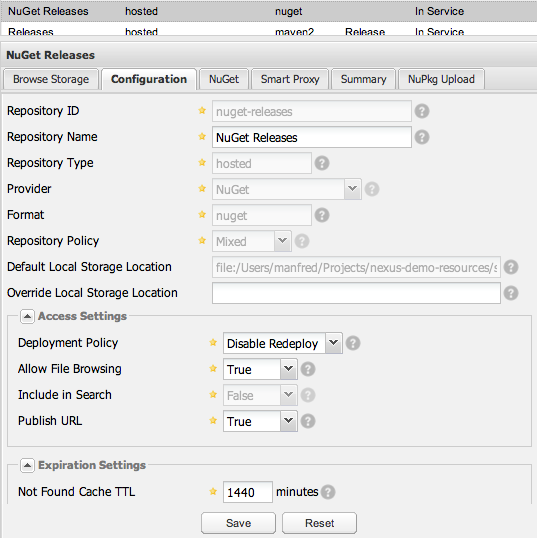 NuGet Releases hosted nuget In Service
Releases hosted maven2 Release In Service
NuGet Releases
Browse Storage Configuration NuGet Smart Proxy Summary NuPkg Upload
Repository ID nuget-releases ?
Repository Name NuGet Releases ?
Repository Type hosted ?
Provider NuGet ?
Format nuget ?
Repository Policy Mixed ?
Default Local Storage Location file:/Users/manfred/Projects/nexus-demo-resources/s ?
Override Local Storage Location ?
Access Settings
Deployment Policy Disable Redeploy ?
Allow File Browsing True ?
Include in Search False ?
Publish URL True ?
Expiration Settings
Not Found Cache TTL 1440 minutes ?
Save Reset